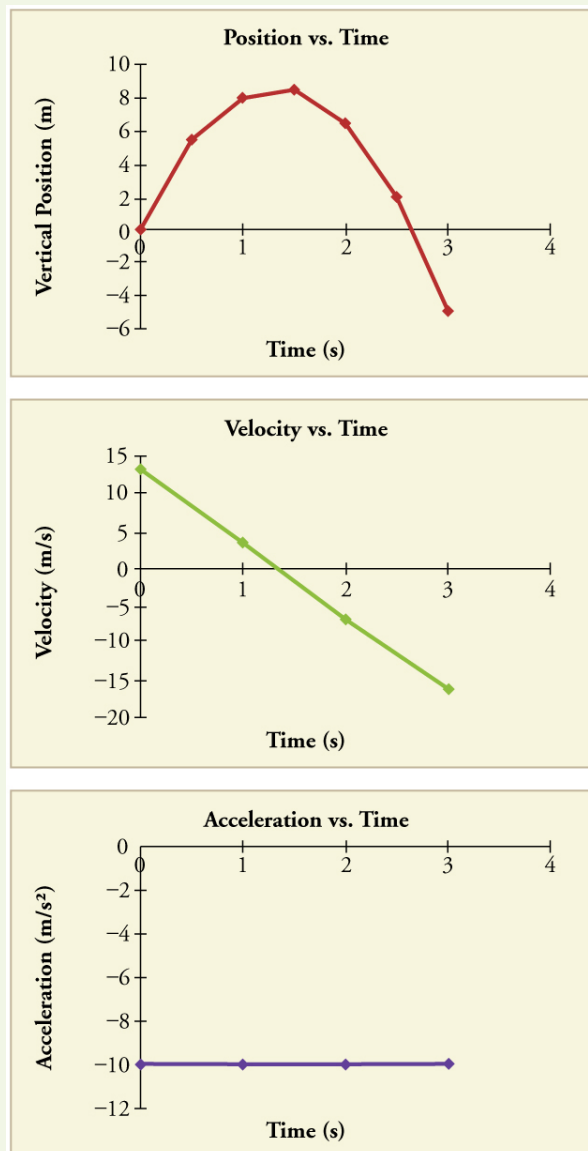 Position vs. Time
Vertical Position (m)
10
8
6
4
2
0
−2
−4
−6
0 1 2 3 4
Time (s)
Velocity vs. Time
Velocity (m/s)
15
10
5
0
−5
−10
−15
−20
0 1 2 3 4
Time (s)
Acceleration vs. Time
Acceleration (m/s²)
0
−2
−4
−6
−8
−10
−12
0 1 2 3 4
Time (s)